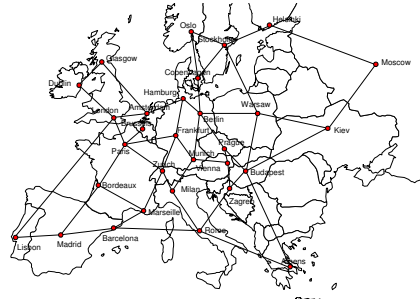 Oslo
Helsinki
Stockholm
Glasgow
Moscow
Copenhagen
Dublin
Hamburg
Amsterdam
Warsaw
London
Berlin
Brussels
Frankfurt
Kiev
Paris
Prague
Munich
Zurich
Vienna
Budapest
Bordeaux
Milan
Zagreb
Marseille
Lisbon
Madrid
Barcelona
Rome
Athens